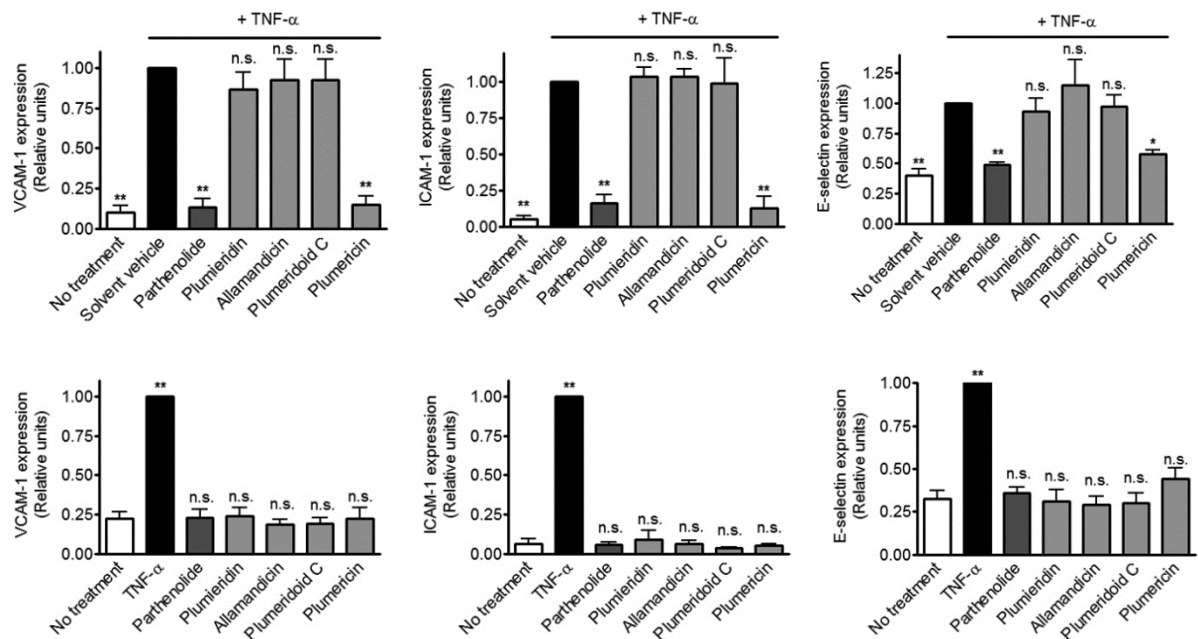 + TNF-α
VCAM-1 expression
(Relative units)
1.00
0.75
0.50
0.25
0.00
**
**
n.s.
n.s.
n.s.
**
No treatment
Solvent vehicle
Parthenolide
Plumieridin
Allamandicin
Plumeridoid C
Plumericin
+ TNF-α
ICAM-1 expression
(Relative units)
1.00
0.75
0.50
0.25
0.00
**
**
n.s.
n.s.
n.s.
**
No treatment
Solvent vehicle
Parthenolide
Plumieridin
Allamandicin
Plumeridoid C
Plumericin
+ TNF-α
E-selectin expression
(Relative units)
1.25
1.00
0.75
0.50
0.25
0.00
**
**
n.s.
n.s.
n.s.
*
No treatment
Solvent vehicle
Parthenolide
Plumieridin
Allamandicin
Plumeridoid C
Plumericin
VCAM-1 expression
(Relative units)
1.00
0.75
0.50
0.25
0.00
**
n.s.
n.s.
n.s.
n.s.
n.s.
No treatment
TNF-α
Parthenolide
Plumieridin
Allamandicin
Plumeridoid C
Plumericin
ICAM-1 expression
(Relative units)
1.00
0.75
0.50
0.25
0.00
**
n.s.
n.s.
n.s.
n.s.
n.s.
No treatment
TNF-α
Parthenolide
Plumieridin
Allamandicin
Plumeridoid C
Plumericin
E-selectin expression
(Relative units)
1.00
0.75
0.50
0.25
0.00
**
n.s.
n.s.
n.s.
n.s.
n.s.
No treatment
TNF-α
Parthenolide
Plumieridin
Allamandicin
Plumeridoid C
Plumericin